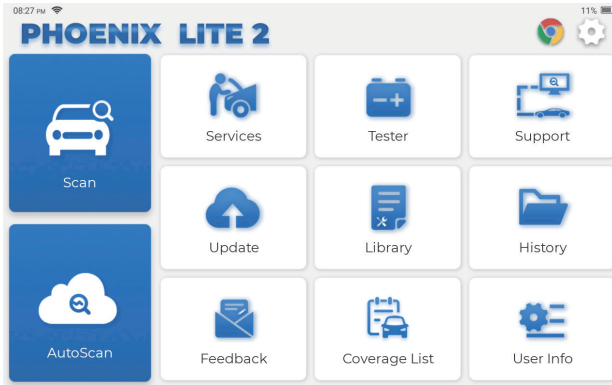 08:27 PM
11%
PHOENIX LITE 2
Scan
Services
Tester
Support
Update
Library
History
AutoScan
Feedback
Coverage List
User Info